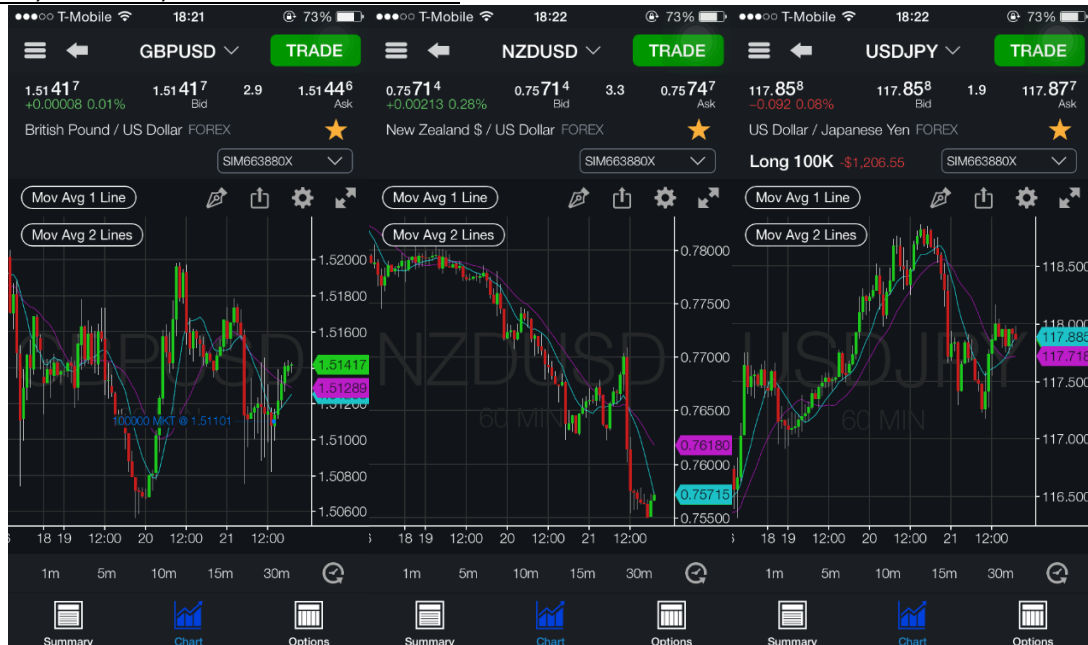 T-Mobile 18:21 73%
GBPUSD TRADE
1.51417 1.51417 2.9 1.51446
+0.00008 0.01% Bid Ask
British Pound / US Dollar FOREX
SIM663880X
Mov Avg 1 Line
Mov Avg 2 Lines
GBPUSD
1.52000
1.51800
1.51600
1.51417
1.51289
1.51200
100000 MKT @ 1.51101
1.51000
1.50800
1.50600
18 19 12:00 20 12:00 21 12:00
1m 5m 10m 15m 30m
Summary Chart Options
T-Mobile 18:22 73%
NZDUSD TRADE
0.75714 0.75714 3.3 0.75747
+0.00213 0.28% Bid Ask
New Zealand $ / US Dollar FOREX
SIM663880X
Mov Avg 1 Line
Mov Avg 2 Lines
0.78000
0.77500
NZDUSD
0.77000
60 MIN
0.76500
0.76180
0.76000
0.75715
0.75500
18 19 12:00 20 12:00 21 12:00
1m 5m 10m 15m 30m
Summary Chart Options
T-Mobile 18:22 73%
USDJPY TRADE
117.858 117.858 1.9 117.877
-0.092 0.08% Bid Ask
US Dollar / Japanese Yen FOREX
Long 100K -$1,206.55 SIM663880X
Mov Avg 1 Line
Mov Avg 2 Lines
118.500
118.000
117.885
117.718
USDJPY
117.500
60 MIN
117.000
116.500
18 19 12:00 20 12:00 21 12:00
1m 5m 10m 15m 30m
Summary Chart Options